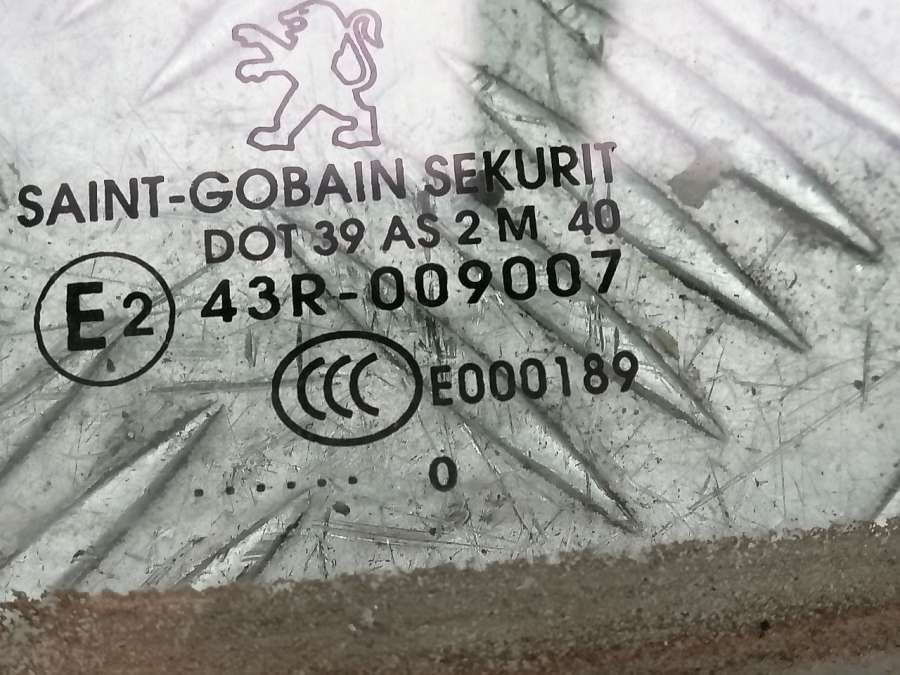 SAINT-GOBAIN SEKURIT
DOT 39 AS 2 M 40
E2 43R-009007
CCC E000189
...... 0